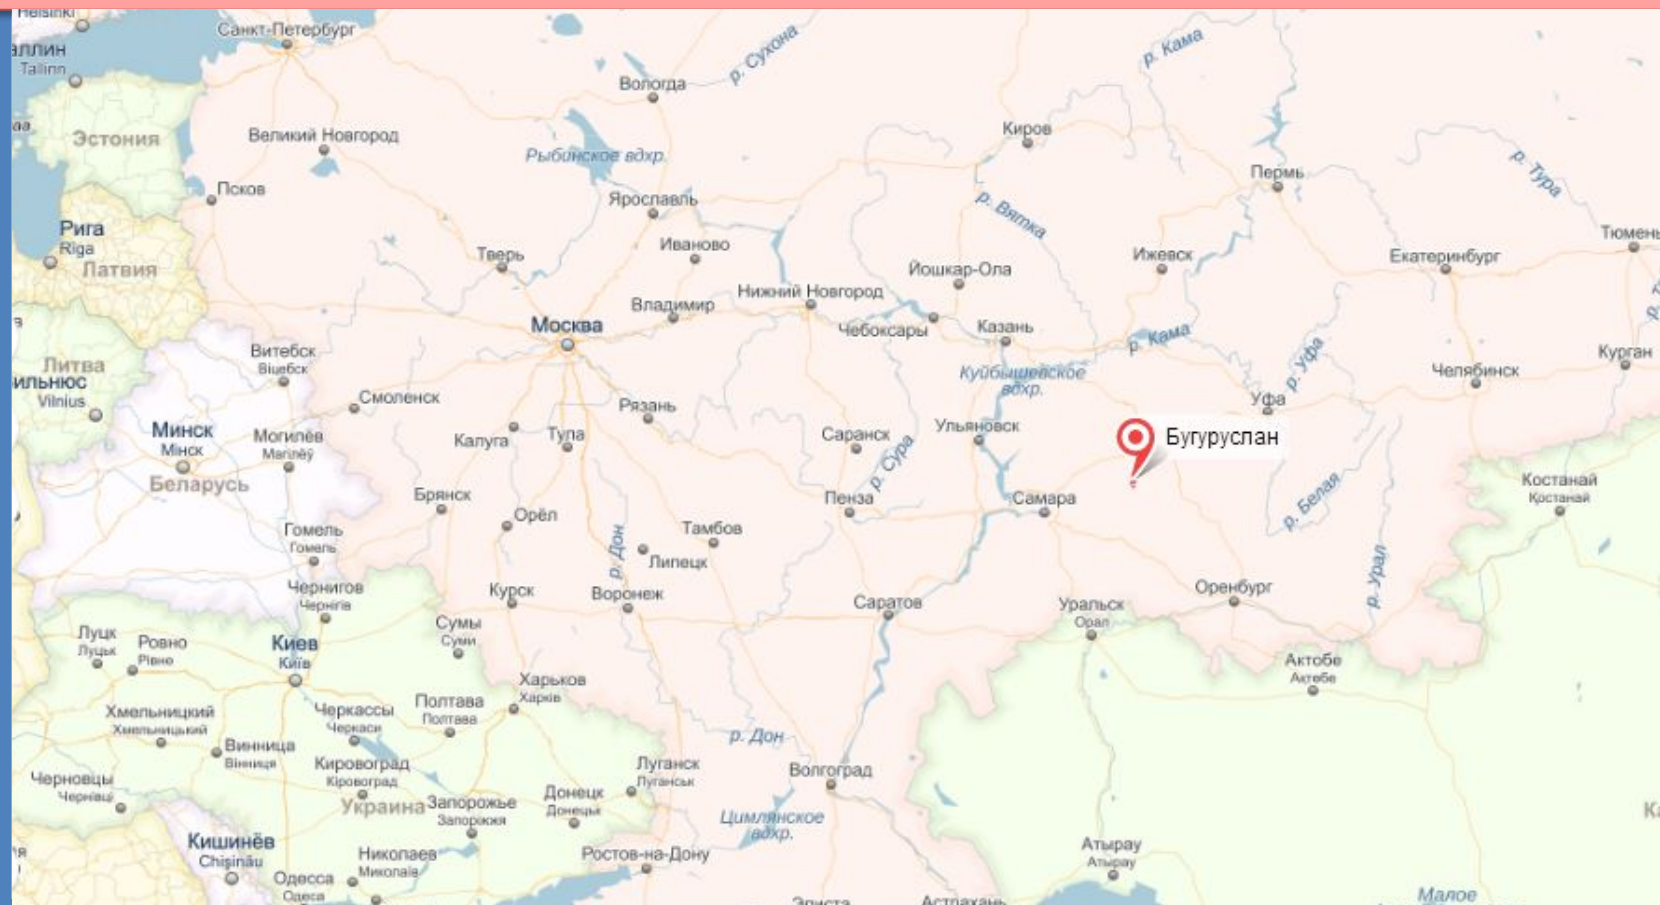 Helsinki
Санкт-Петербург
Tallinn
Эстония
Вологда
р. Сухона
р. Кама
Великий Новгород
Рыбинское вдхр.
Киров
Пермь
р. Тура
Псков
Ярославль
р. Вятка
Рига
Rīga
Латвия
Тверь
Иваново
Йошкар-Ола
Ижевск
Екатеринбург
Тюмень
Владимир
Нижний Новгород
Москва
Чебоксары
Казань
р. Кама
р. Уфа
Литва
Vilnius
Витебск
Віцебск
Куйбышевское
вдхр.
Челябинск
Курган
Смоленск
Рязань
Уфа
Минск
Мінск
Беларусь
Могилёв
Магілёў
Калуга
Тула
Саранск
р. Сура
Ульяновск
Бугуруслан
Брянск
Орёл
Пенза
Самара
р. Белая
Костанай
Қостанай
Гомель
Гомель
р. Дон
Тамбов
Липецк
р. Урал
Чернигов
Чернігів
Курск
Воронеж
Саратов
Уральск
Орал
Оренбург
Луцк
Луцьк
Ровно
Рівне
Киев
Київ
Сумы
Суми
Актобе
Актөбе
Харьков
Харків
Хмельницкий
Хмельницький
Черкассы
Черкаси
Полтава
Полтава
р. Дон
Винница
Вінниця
Кировоград
Кіровоград
Луганск
Луганськ
Волгоград
Черновцы
Чернівці
Украина
Запорожье
Запоріжжя
Донецк
Донецьк
Цимлянское
вдхр.
Кишинёв
Chişinău
Николаев
Миколаїв
Ростов-на-Дону
Атырау
Атырау
Одесса
Одеса
Элиста
Астрахань
Малое